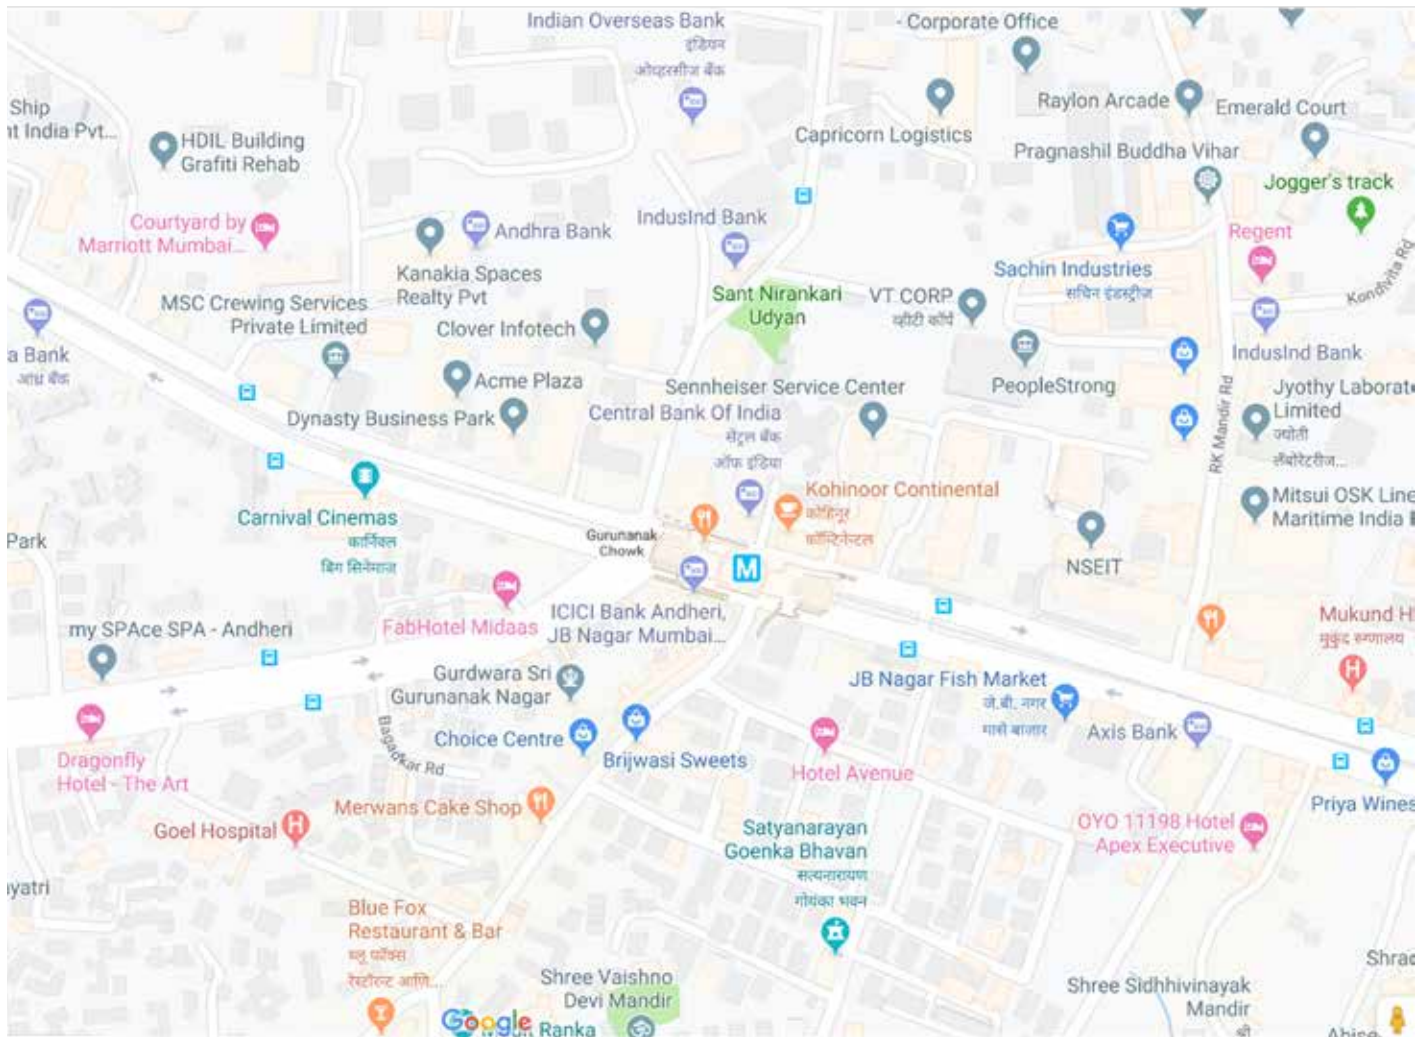 Indian Overseas Bank
इंडियन
ओव्हरसीज बँक
- Corporate Office
Ship
nt India Pvt...
HDIL Building
Grafiti Rehab
Capricorn Logistics
Raylon Arcade
Emerald Court
Pragnashil Buddha Vihar
Jogger's track
Courtyard by
Marriott Mumbai...
Andhra Bank
IndusInd Bank
Regent
Kanakia Spaces
Realty Pvt
Sachin Industries
सचिन इंडस्ट्रीज
Kondivita Rd
MSC Crewing Services
Private Limited
Clover Infotech
Sant Nirankari
Udyan
VT CORP
व्हीटी कॉर्प
a Bank
आंध्र बँक
IndusInd Bank
Acme Plaza
Sennheiser Service Center
PeopleStrong
Jyothy Laborat
Limited
ज्योती
लॅबोरेटरीज...
Dynasty Business Park
Central Bank Of India
सेंट्रल बँक
ऑफ इंडिया
RK Mandir Rd
Carnival Cinemas
कार्निवल
बिग सिनेमाज
Kohinoor Continental
कोहिनूर
कॉन्टिनेन्टल
Mitsui OSK Line
Maritime India
Park
Gurunanak
Chowk
M
NSEIT
ICICI Bank Andheri,
JB Nagar Mumbai...
FabHotel Midaas
my SPAce SPA - Andheri
Mukund H
मुकुंद रुग्णालय
Gurdwara Sri
Gurunanak Nagar
JB Nagar Fish Market
जे.बी. नगर
मासे बाजार
Axis Bank
Bagadkar Rd
Choice Centre
Brijwasi Sweets
Hotel Avenue
Dragonfly
Hotel - The Art
Merwans Cake Shop
Priya Wines
Goel Hospital
Satyanarayan
Goenka Bhavan
सत्यनारायण
गोयंका भवन
OYO 11198 Hotel
Apex Executive
ayatri
Blue Fox
Restaurant & Bar
ब्लू फॉक्स
रेस्टॉरन्ट आणि...
Shree Vaishno
Devi Mandir
Shree Sidhhivinayak
Mandir
Shrad
Google
Ranka